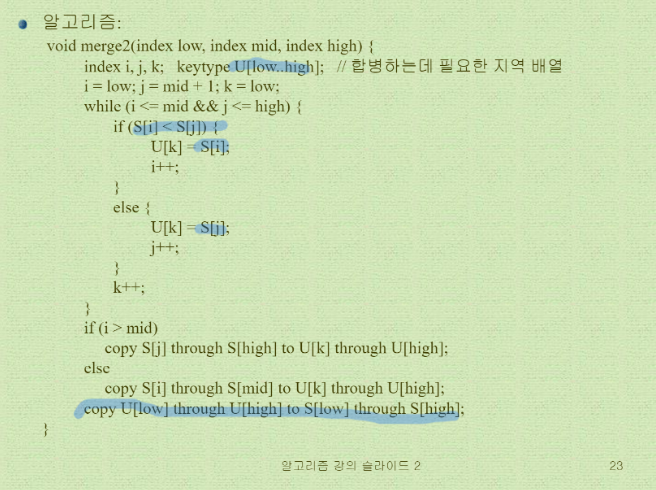 알고리즘:
void merge2(index low, index mid, index high) {
index i, j, k; keytype U[low..high]; // 합병하는데 필요한 지역 배열
i = low; j = mid + 1; k = low;
while (i <= mid && j <= high) {
if (S[i] < S[j]) {
U[k] = S[i];
i++;
}
else {
U[k] = S[j];
j++;
}
k++;
}
if (i > mid)
copy S[j] through S[high] to U[k] through U[high];
else
copy S[i] through S[mid] to U[k] through U[high];
copy U[low] through U[high] to S[low] through S[high];
}
알고리즘 강의 슬라이드 2
23